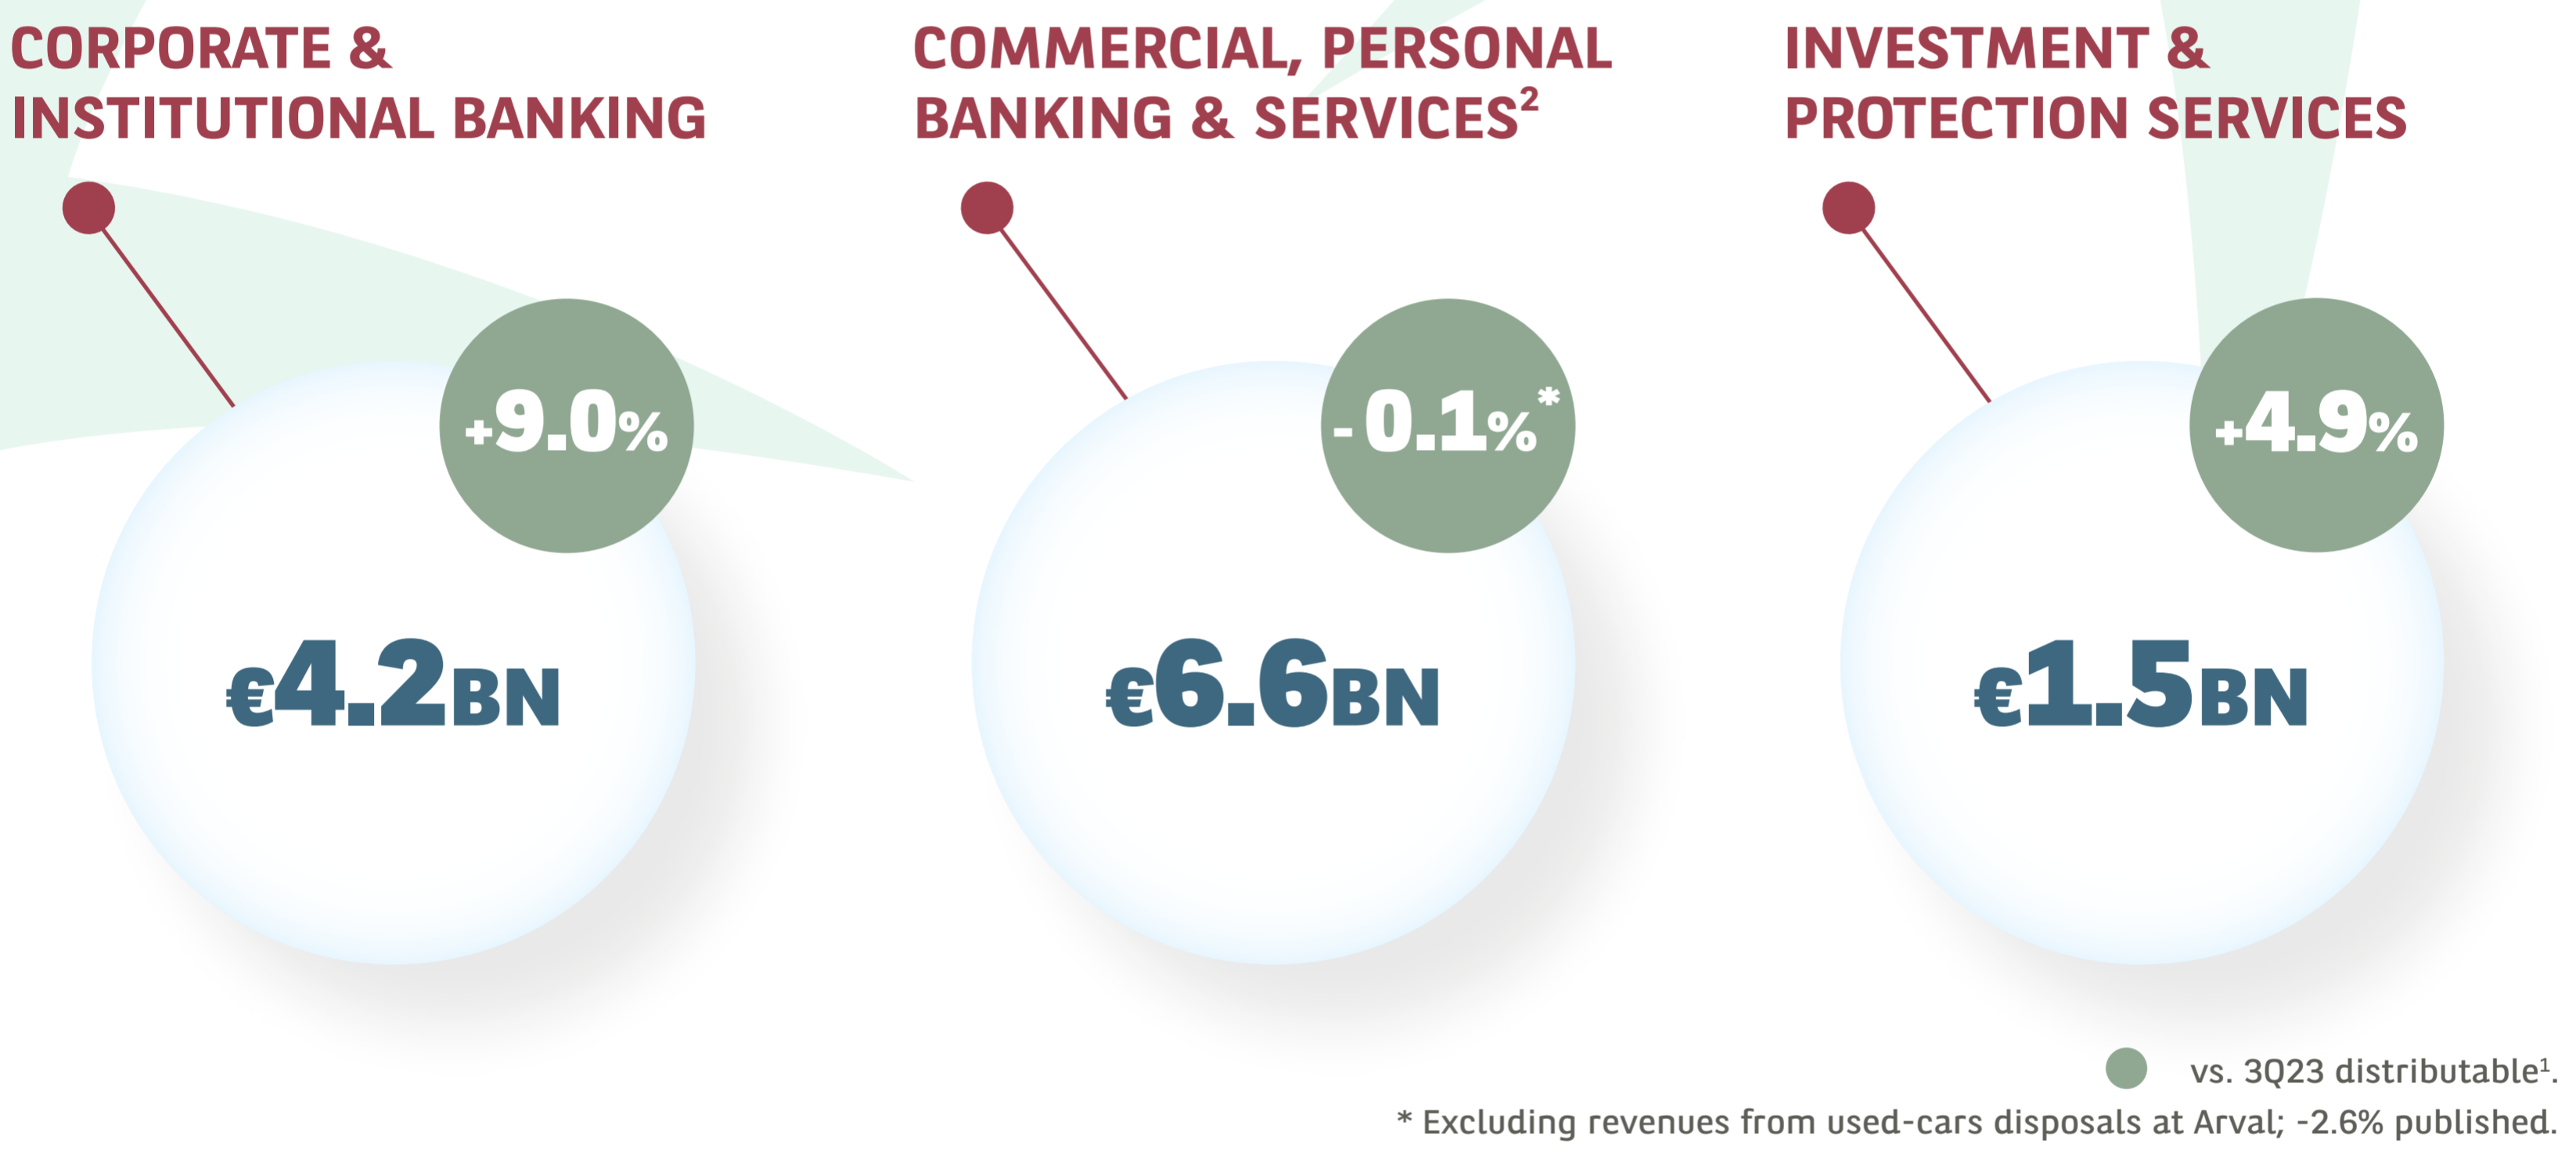 CORPORATE &
INSTITUTIONAL BANKING
+9.0%
€4.2BN
COMMERCIAL, PERSONAL
BANKING & SERVICES²
- 0.1%*
€6.6BN
INVESTMENT &
PROTECTION SERVICES
+4.9%
€1.5BN
vs. 3Q23 distributable¹.
* Excluding revenues from used-cars disposals at Arval; -2.6% published.